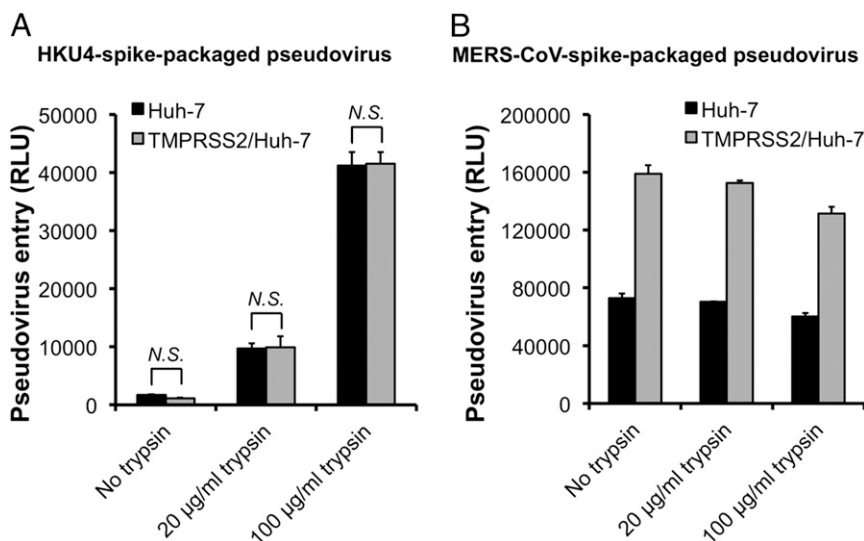 A
HKU4-spike-packaged pseudovirus
Pseudovirus entry (RLU)
50000
40000
30000
20000
10000
0
Huh-7
TMPRSS2/Huh-7
N.S.
N.S.
N.S.
No trypsin
20 µg/ml trypsin
100 µg/ml trypsin
B
MERS-CoV-spike-packaged pseudovirus
Pseudovirus entry (RLU)
200000
160000
120000
80000
40000
0
Huh-7
TMPRSS2/Huh-7
No trypsin
20 µg/ml trypsin
100 µg/ml trypsin